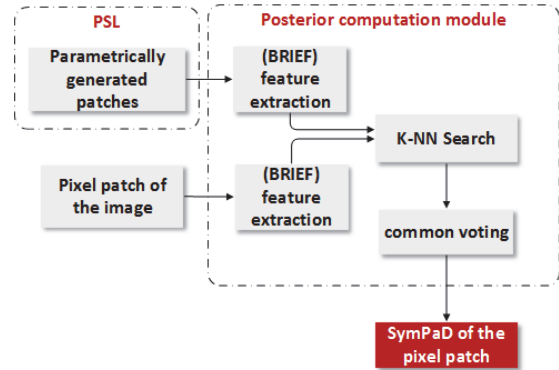 PSL
Posterior computation module
Parametrically
generated
patches
(BRIEF)
feature
extraction
K-NN Search
Pixel patch of
the image
(BRIEF)
feature
extraction
common voting
SymPaD of the
pixel patch